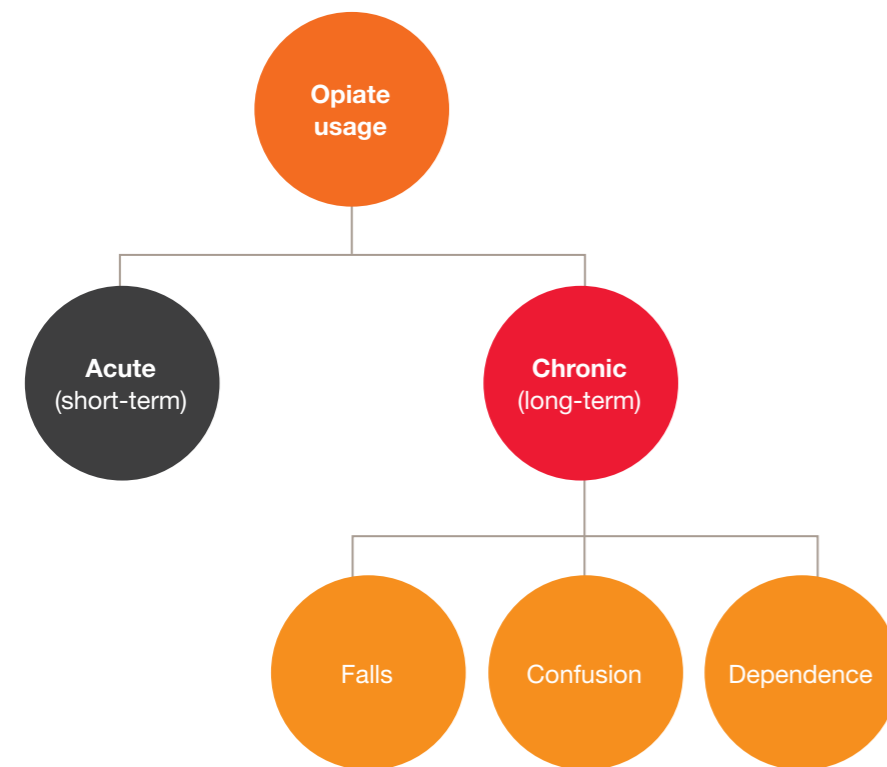 Opiate
usage
Acute
(short-term)
Chronic
(long-term)
Falls
Confusion
Dependence